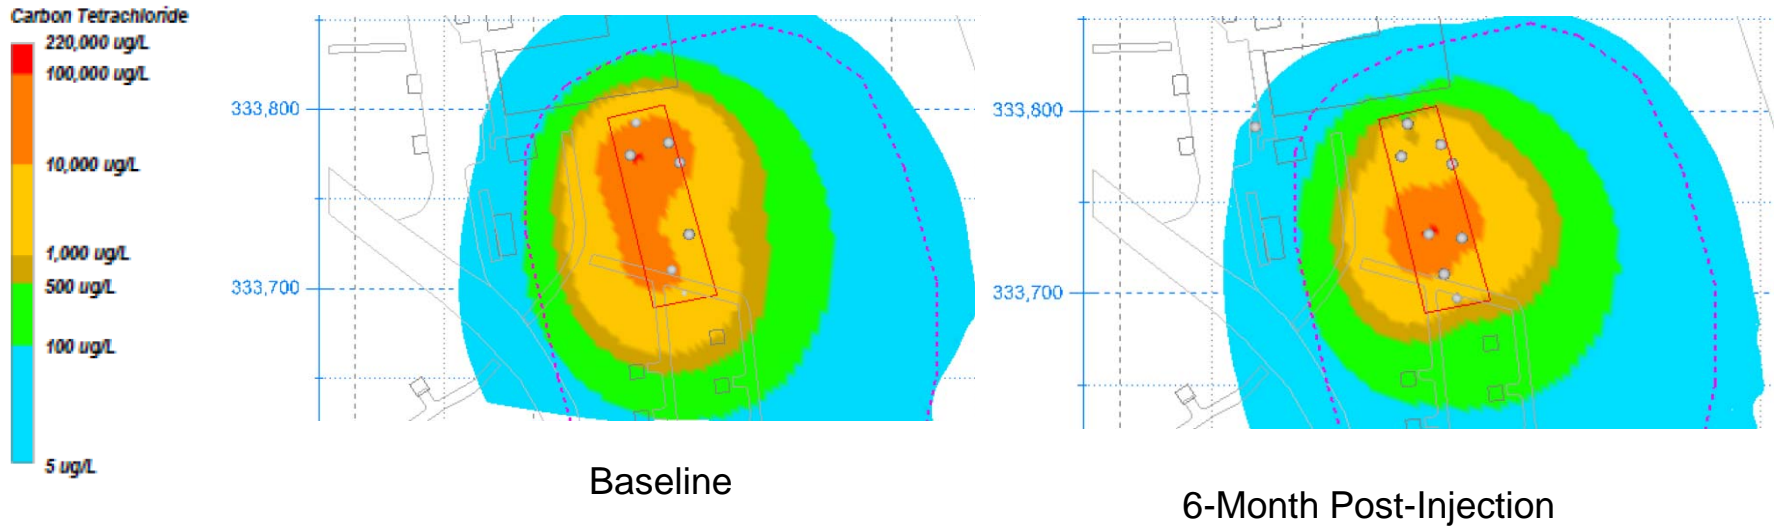 Carbon Tetrachloride
220,000 ug/L
100,000 ug/L
10,000 ug/L
1,000 ug/L
500 ug/L
100 ug/L
5 ug/L
333,800
333,700
Baseline
333,800
333,700
6-Month Post-Injection